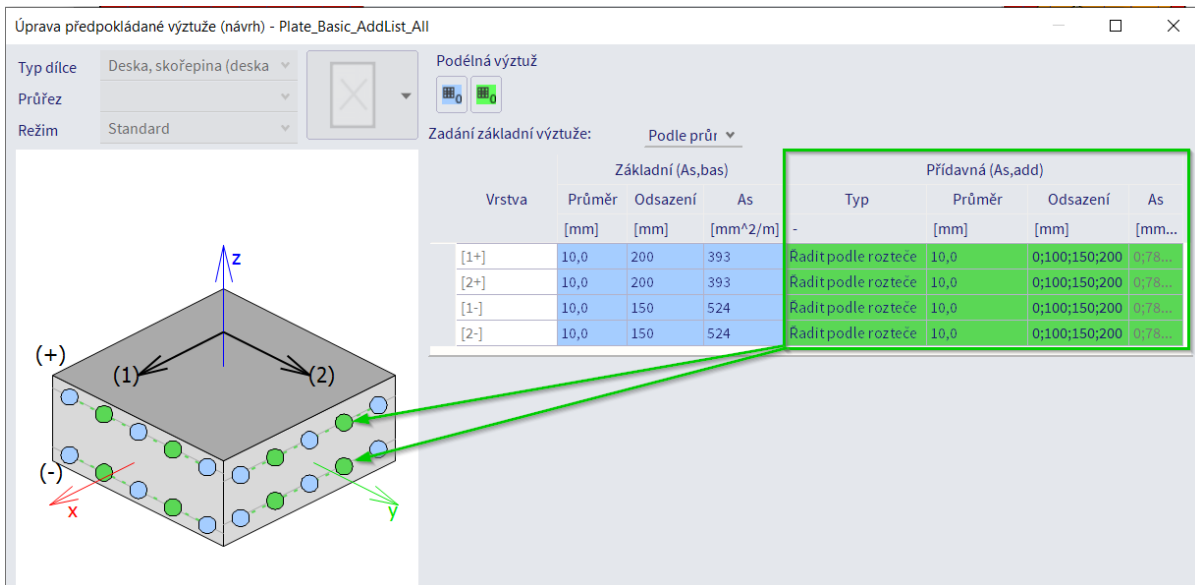 Úprava předpokládané výztuže (návrh) - Plate_Basic_AddList_All
Typ dílce Deska, skořepina (deska
Průřez
Režim Standard
Podélná výztuž
0 0
Zadání základní výztuže: Podle průr
Základní (As,bas) Přídavná (As,add)
Vrstva Průměr Odsazení As Typ Průměr Odsazení As
[mm] [mm] [mm^2/m] - [mm] [mm] [mm...
[1+] 10,0 200 393 Řadit podle rozteče 10,0 0;100;150;200 0;78...
[2+] 10,0 200 393 Řadit podle rozteče 10,0 0;100;150;200 0;78...
[1-] 10,0 150 524 Řadit podle rozteče 10,0 0;100;150;200 0;78...
[2-] 10,0 150 524 Řadit podle rozteče 10,0 0;100;150;200 0;78...
z
(+)
(1) (2)
(-)
x y